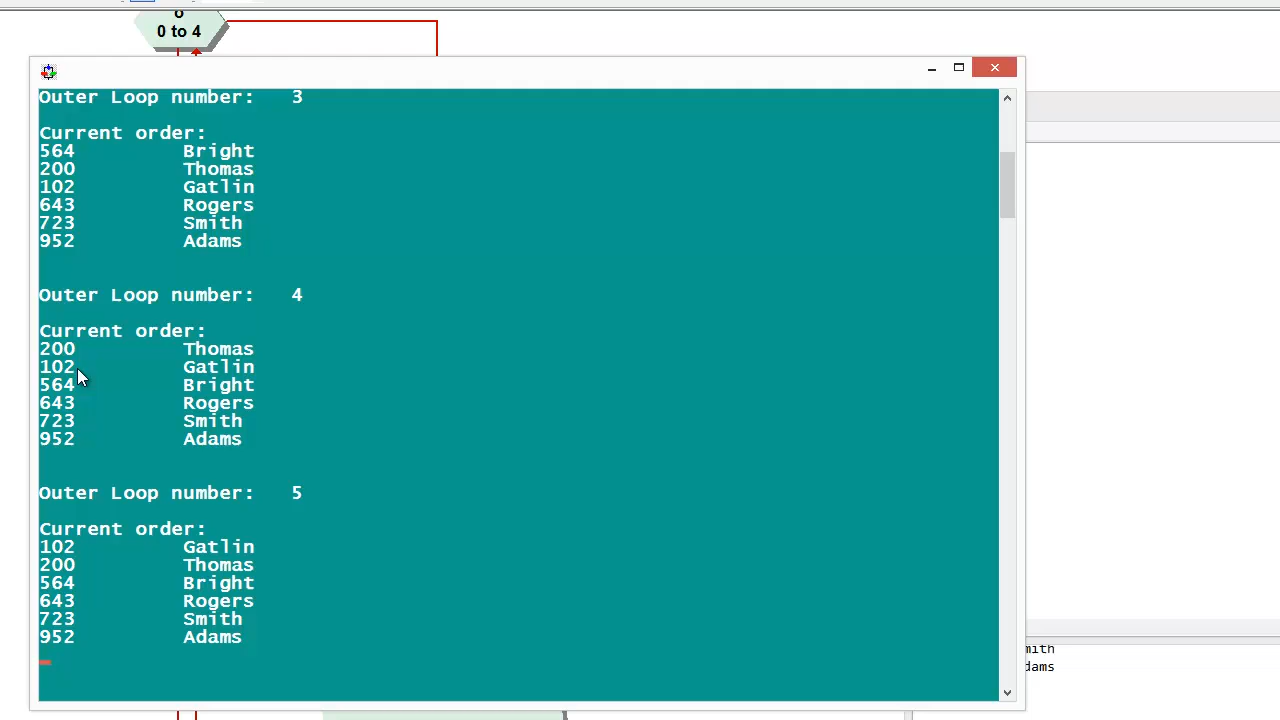 o
0 to 4
Outer Loop number: 3
Current order:
564 Bright
200 Thomas
102 Gatlin
643 Rogers
723 Smith
952 Adams
Outer Loop number: 4
Current order:
200 Thomas
102 Gatlin
564 Bright
643 Rogers
723 Smith
952 Adams
Outer Loop number: 5
Current order:
102 Gatlin
200 Thomas
564 Bright
643 Rogers
723 Smith
952 Adams
mith
dams